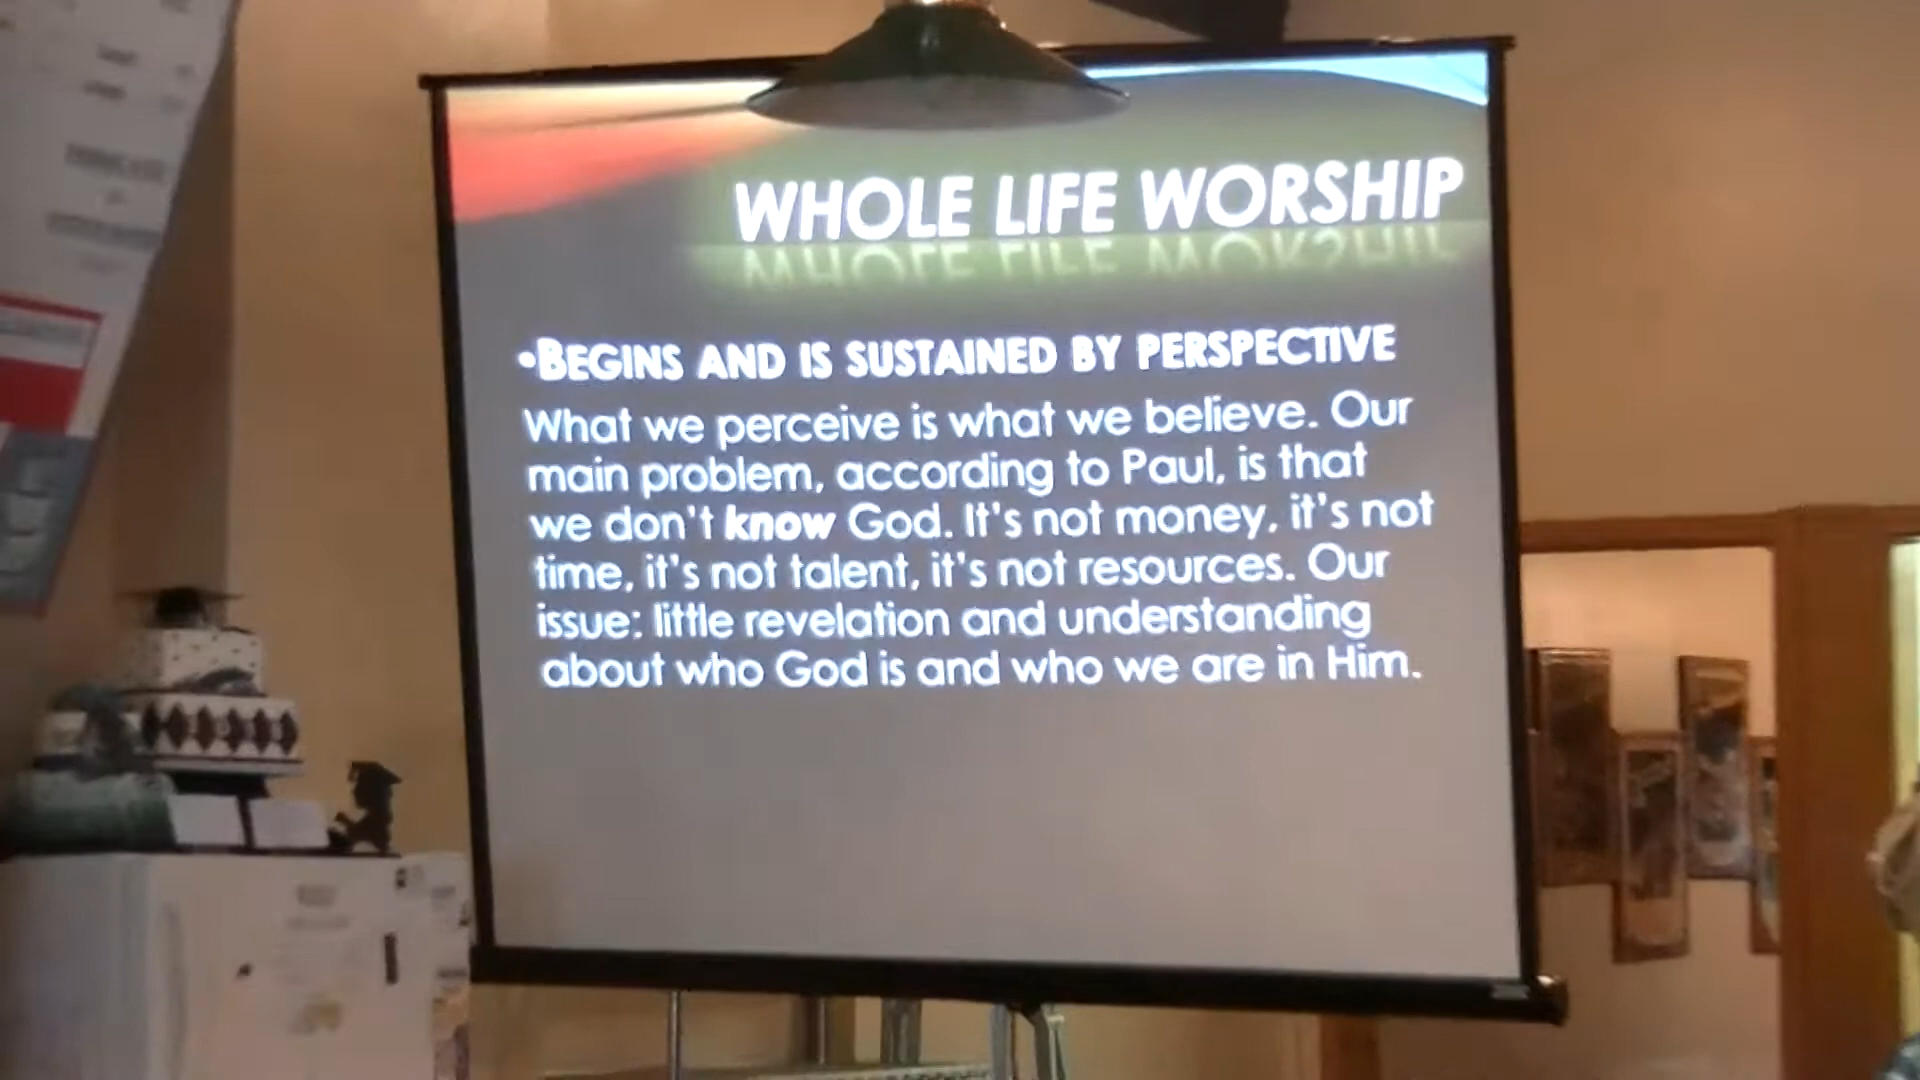 WHOLE LIFE WORSHIP
•BEGINS AND IS SUSTAINED BY PERSPECTIVE
What we perceive is what we believe. Our
main problem, according to Paul, is that
we don't know God. It's not money, it's not
time, it's not talent, it's not resources. Our
issue: little revelation and understanding
about who God is and who we are in Him.